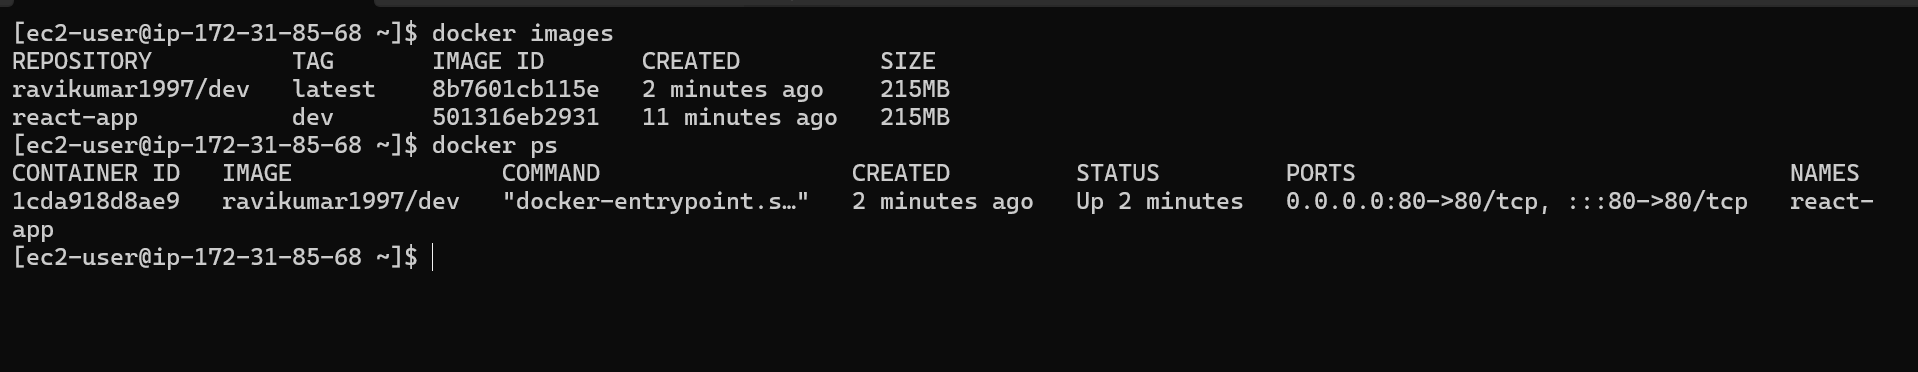 [ec2-user@ip-172-31-85-68 ~]$ docker images
REPOSITORY          TAG       IMAGE ID       CREATED          SIZE
ravikumar1997/dev   latest    8b7601cb115e   2 minutes ago    215MB
react-app           dev       501316eb2931   11 minutes ago   215MB
[ec2-user@ip-172-31-85-68 ~]$ docker ps
CONTAINER ID   IMAGE               COMMAND                  CREATED         STATUS         PORTS                               NAMES
1cda918d8ae9   ravikumar1997/dev   "docker-entrypoint.s…"   2 minutes ago   Up 2 minutes   0.0.0.0:80->80/tcp, :::80->80/tcp   react-
app
[ec2-user@ip-172-31-85-68 ~]$